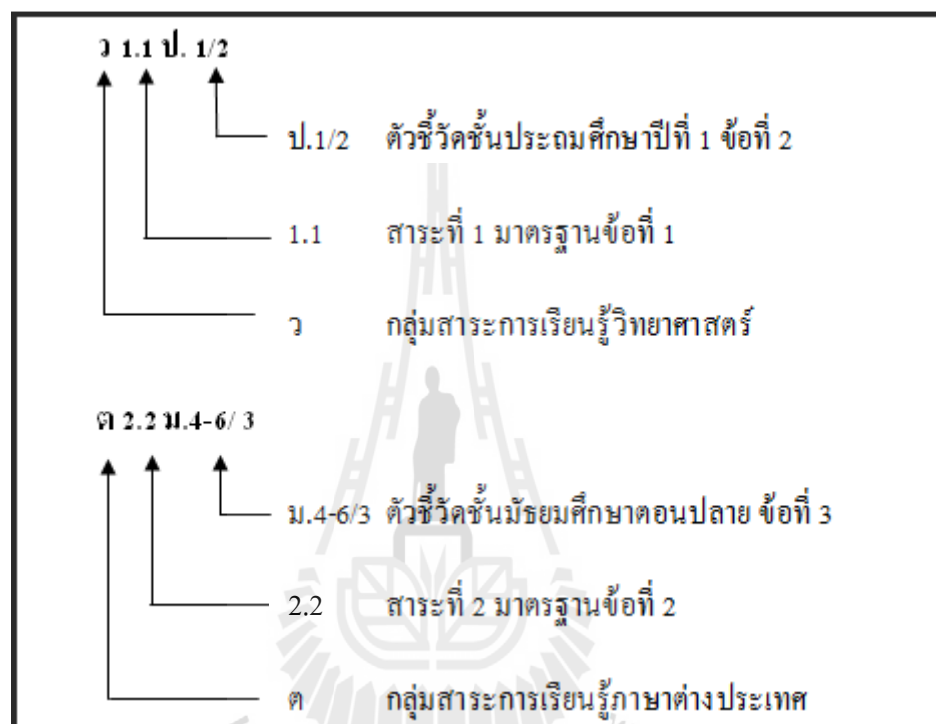 ว 1.1 ป. 1/2
ป.1/2 ตัวชี้วัดชั้นประถมศึกษาปีที่ 1 ข้อที่ 2
1.1 สาระที่ 1 มาตรฐานข้อที่ 1
ว กลุ่มสาระการเรียนรู้วิทยาศาสตร์
ต 2.2 ม.4-6/ 3
ม.4-6/3 ตัวชี้วัดชั้นมัธยมศึกษาตอนปลาย ข้อที่ 3
2.2 สาระที่ 2 มาตรฐานข้อที่ 2
ต กลุ่มสาระการเรียนรู้ภาษาต่างประเทศ